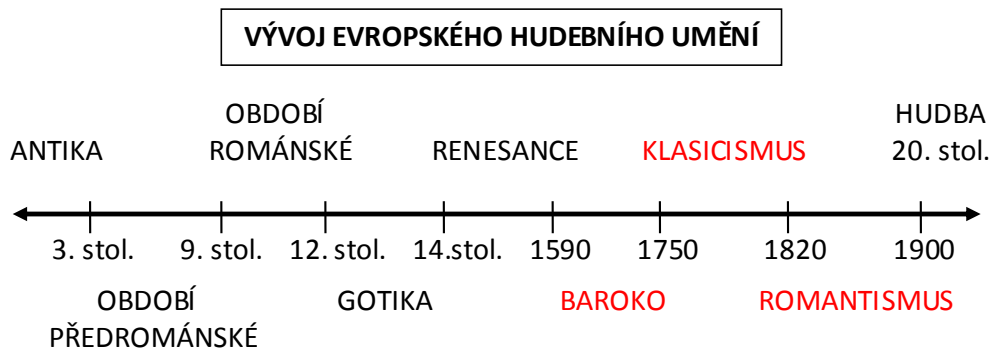 VÝVOJ EVROPSKÉHO HUDEBNÍHO UMĚNÍ
OBDOBÍ HUDBA
ANTIKA ROMÁNSKÉ RENESANCE KLASICISMUS 20. stol.
3. stol. 9. stol. 12. stol. 14.stol. 1590 1750 1820 1900
OBDOBÍ GOTIKA BAROKO ROMANTISMUS
PŘEDROMÁNSKÉ